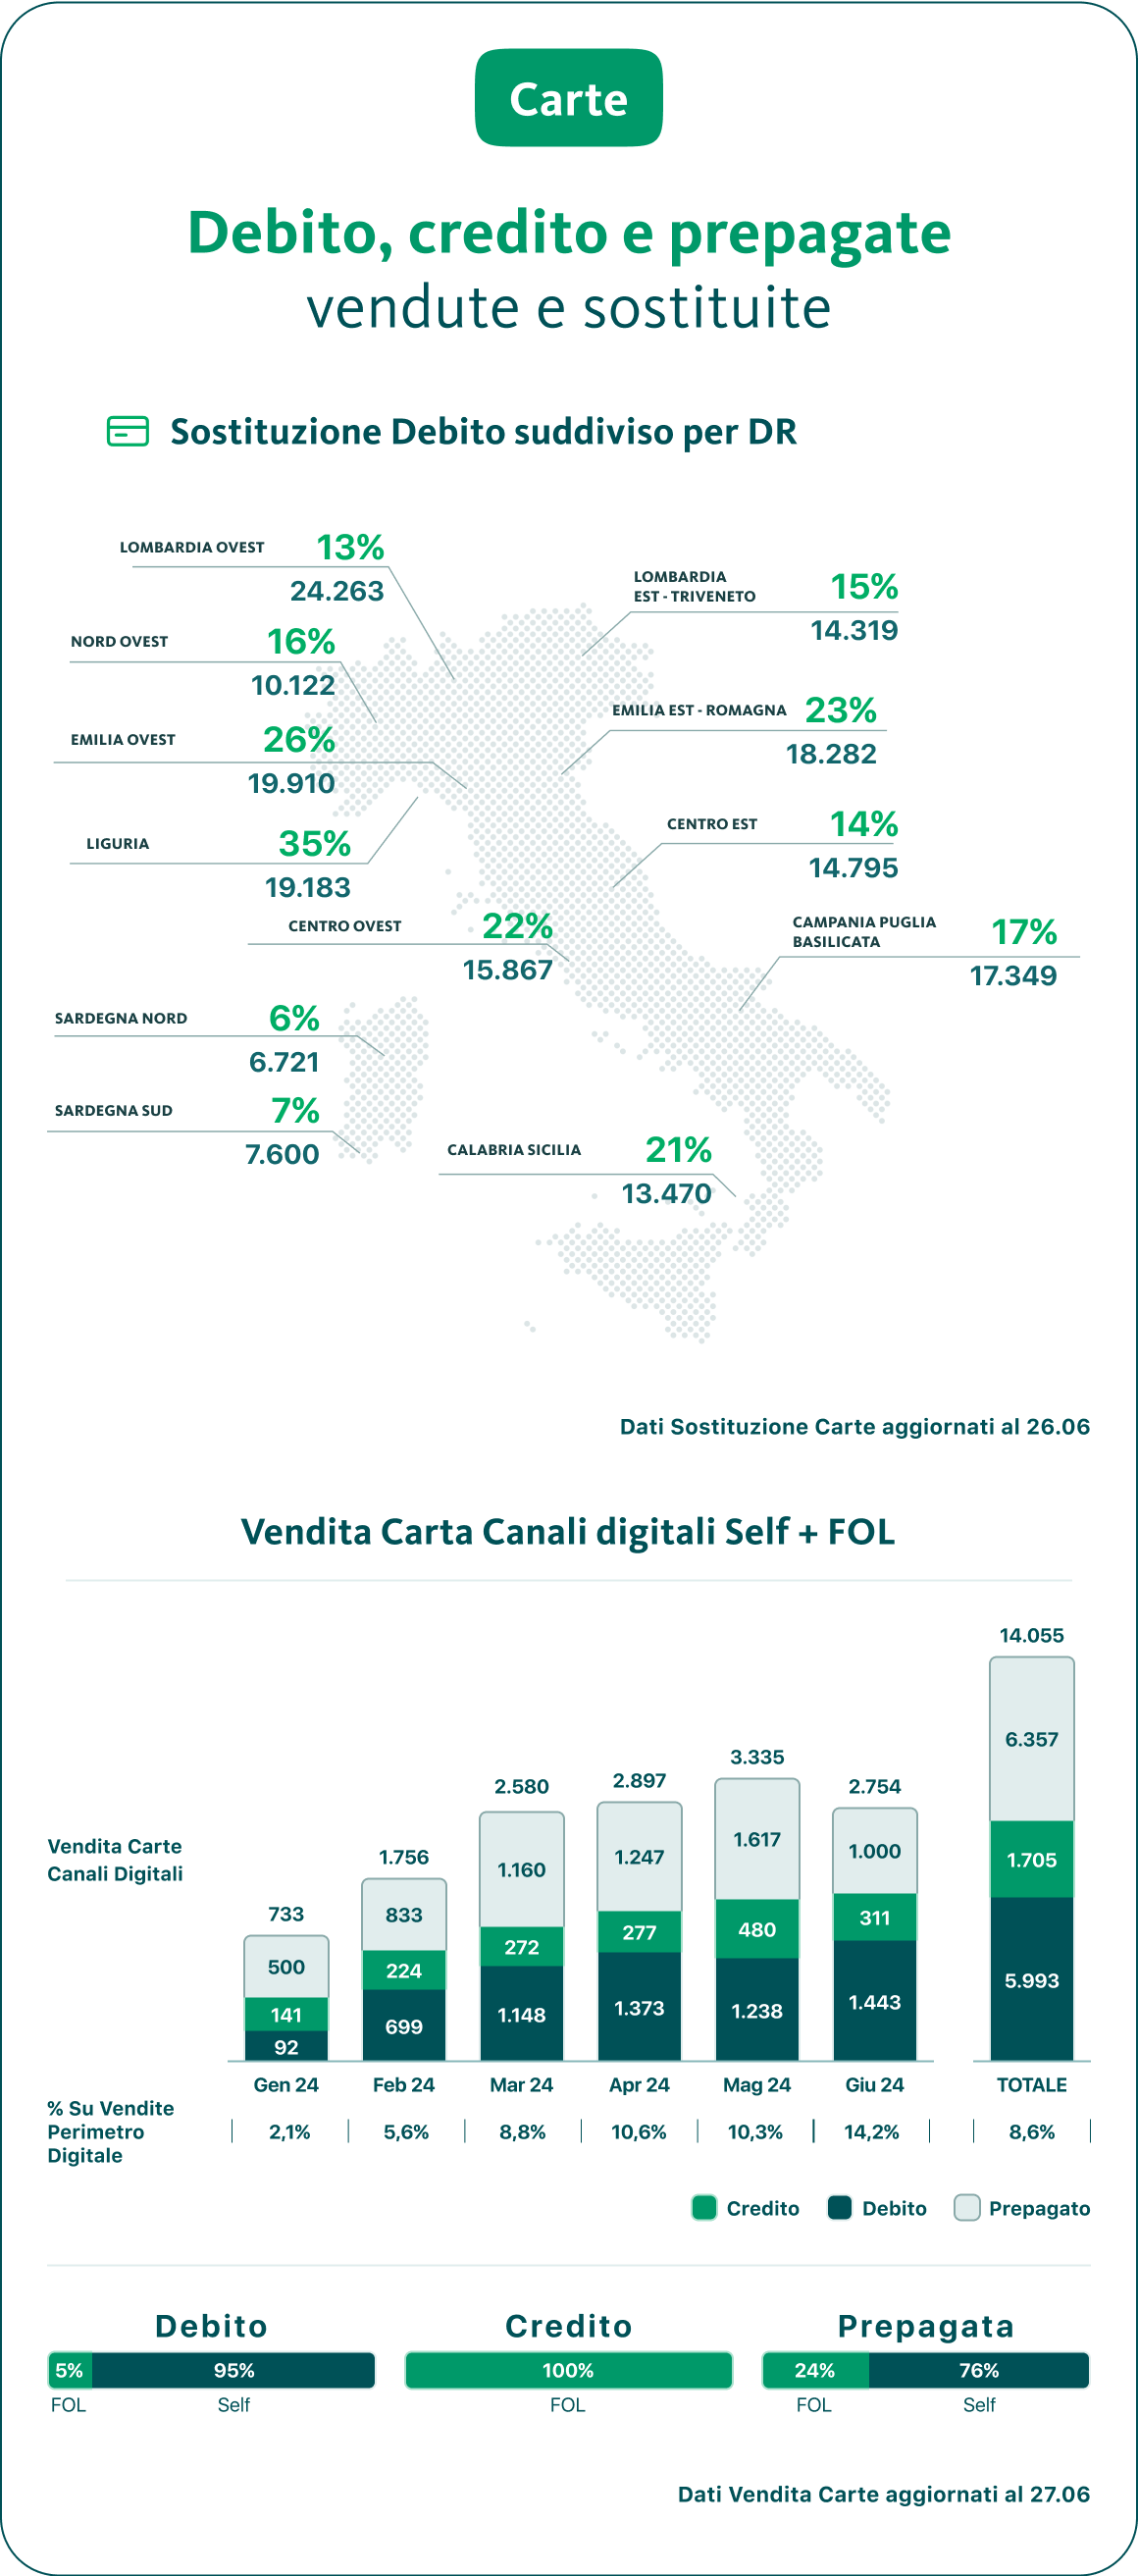 Carte
Debito, credito e prepagate
vendute e sostituite
Sostituzione Debito suddiviso per DR
LOMBARDIA OVEST 13%
24.263
LOMBARDIA
EST - TRIVENETO 15%
14.319
NORD OVEST 16%
10.122
EMILIA EST - ROMAGNA 23%
18.282
EMILIA OVEST 26%
19.910
CENTRO EST 14%
14.795
LIGURIA 35%
19.183
CENTRO OVEST 22%
15.867
CAMPANIA PUGLIA
BASILICATA 17%
17.349
SARDEGNA NORD 6%
6.721
SARDEGNA SUD 7%
7.600
CALABRIA SICILIA 21%
13.470
Dati Sostituzione Carte aggiornati al 26.06
Vendita Carta Canali digitali Self + FOL
Vendita Carte
Canali Digitali
733
500
141
92
1.756
833
224
699
2.580
1.160
272
1.148
2.897
1.247
277
1.373
3.335
1.617
480
1.238
2.754
1.000
311
1.443
14.055
6.357
1.705
5.993
Gen 24 Feb 24 Mar 24 Apr 24 Mag 24 Giu 24 TOTALE
% Su Vendite
Perimetro
Digitale
2,1% 5,6% 8,8% 10,6% 10,3% 14,2% 8,6%
Credito Debito Prepagato
Debito
5% 95%
FOL Self
Credito
100%
FOL
Prepagata
24% 76%
FOL Self
Dati Vendita Carte aggiornati al 27.06